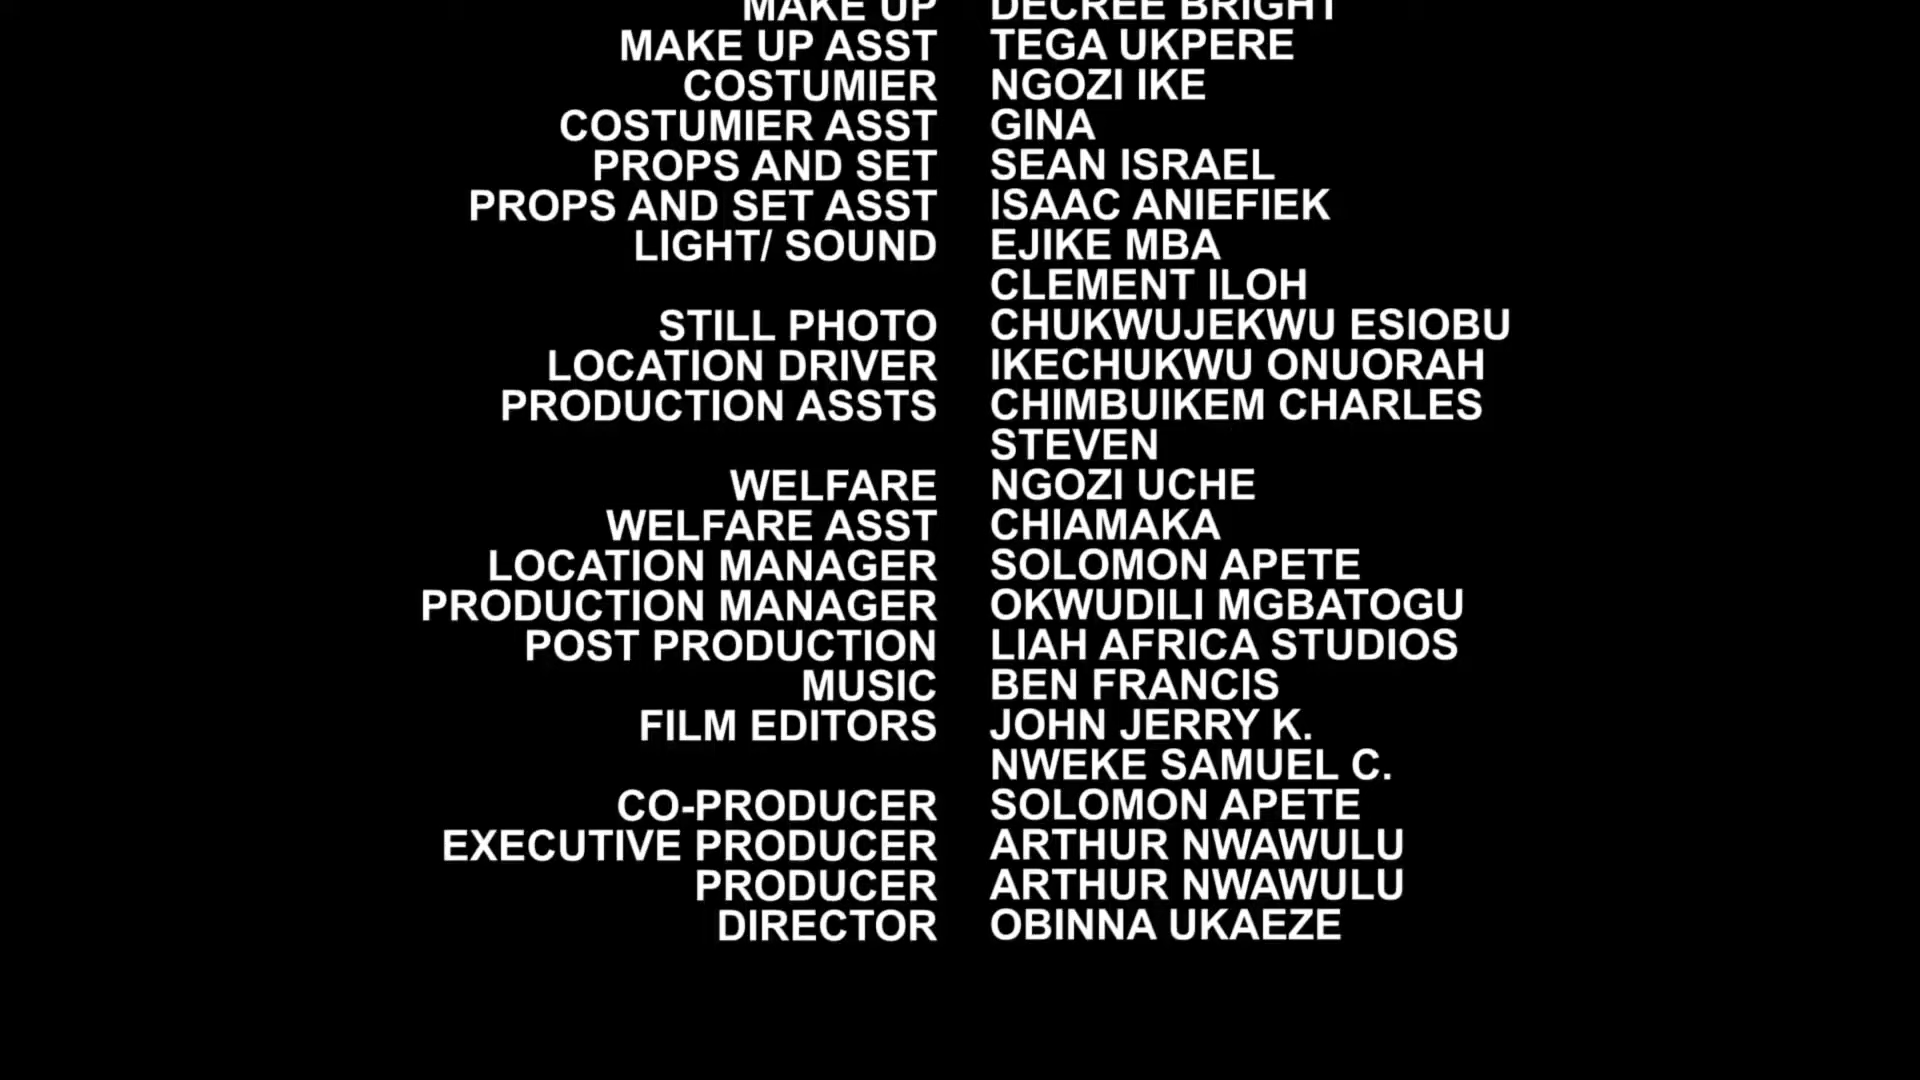 MAKE UP DECREE BRIGHT
MAKE UP ASST TEGA UKPERE
COSTUMIER NGOZI IKE
COSTUMIER ASST GINA
PROPS AND SET SEAN ISRAEL
PROPS AND SET ASST ISAAC ANIEFIEK
LIGHT/ SOUND EJIKE MBA
CLEMENT ILOH
STILL PHOTO CHUKWUJEKWU ESIOBU
LOCATION DRIVER IKECHUKWU ONUORAH
PRODUCTION ASSTS CHIMBUIKEM CHARLES
STEVEN
WELFARE NGOZI UCHE
WELFARE ASST CHIAMAKA
LOCATION MANAGER SOLOMON APETE
PRODUCTION MANAGER OKWUDILI MGBATOGU
POST PRODUCTION LIAH AFRICA STUDIOS
MUSIC BEN FRANCIS
FILM EDITORS JOHN JERRY K.
NWEKE SAMUEL C.
CO-PRODUCER SOLOMON APETE
EXECUTIVE PRODUCER ARTHUR NWAWULU
PRODUCER ARTHUR NWAWULU
DIRECTOR OBINNA UKAEZE